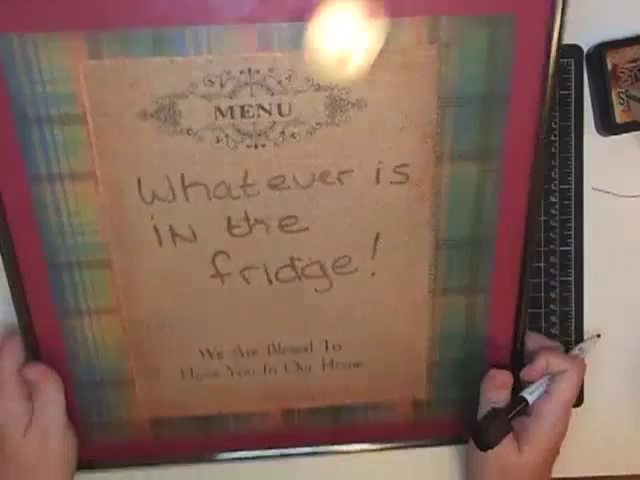 MENU
Whatever is
in the
fridge!
We Are Blessed To
Have You In Our Home